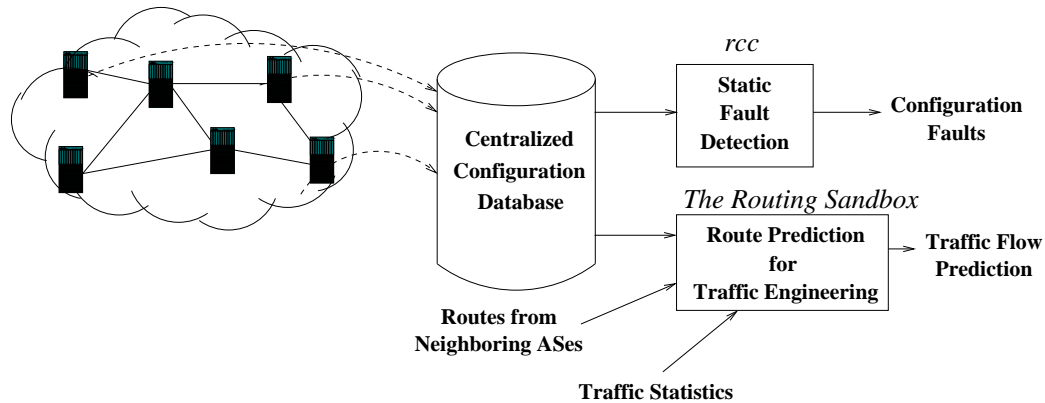 rcc
Static
Fault
Detection
Configuration
Faults
Centralized
Configuration
Database
The Routing Sandbox
Route Prediction
for
Traffic Engineering
Traffic Flow
Prediction
Routes from
Neighboring ASes
Traffic Statistics